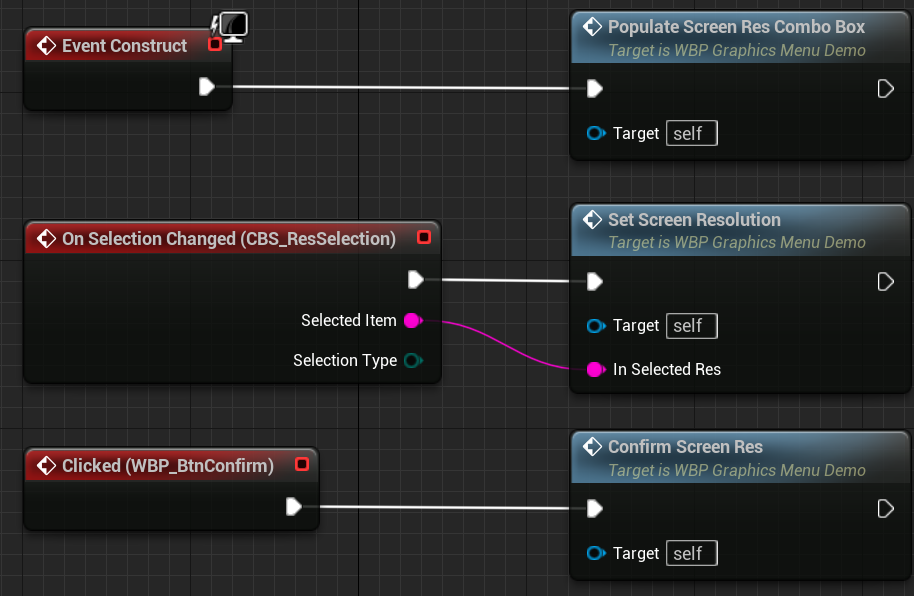 Event Construct
Populate Screen Res Combo Box
Target is WBP Graphics Menu Demo
Target self
On Selection Changed (CBS_ResSelection)
Selected Item
Selection Type
Set Screen Resolution
Target is WBP Graphics Menu Demo
Target self
In Selected Res
Clicked (WBP_BtnConfirm)
Confirm Screen Res
Target is WBP Graphics Menu Demo
Target self